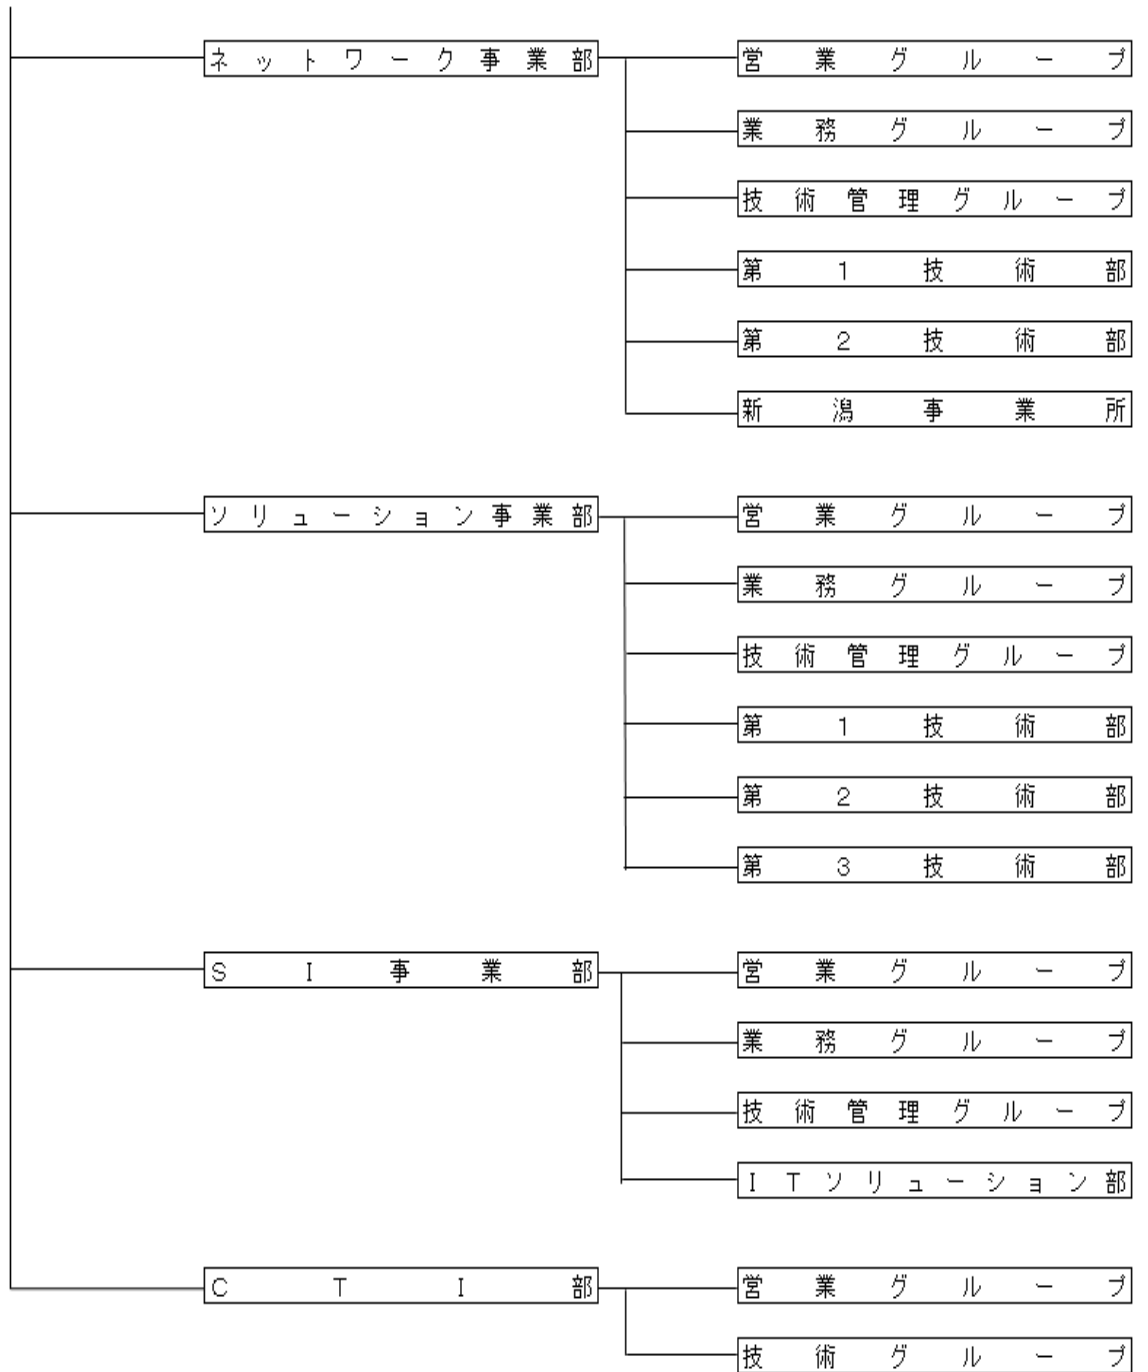 ネットワーク事業部
営業グループ
業務グループ
技術管理グループ
第1技術部
第2技術部
新潟事業所
ソリューション事業部
営業グループ
業務グループ
技術管理グループ
第1技術部
第2技術部
第3技術部
SI事業部
営業グループ
業務グループ
技術管理グループ
ITソリューション部
CTI部
営業グループ
技術グループ